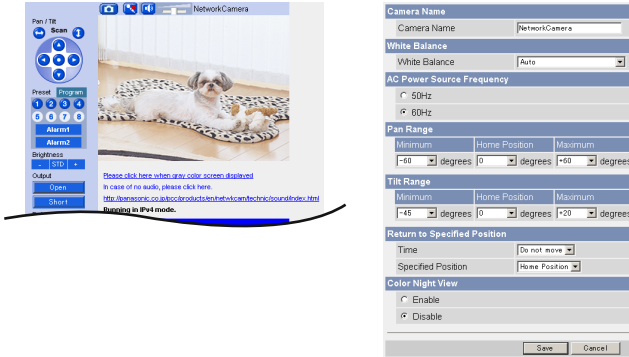 NetworkCamera
Pan / Tilt
Scan
Preset Program
1 2 3 4
5 6 7 8
Alarm1
Alarm2
Brightness
- STD +
Output
Open
Short
Please click here when gray color screen displayed
In case of no audio, please click here.
http://panasonic.co.jp/pcc/products/en/netwkcam/technic/sound/index.html
Running in IPv4 mode.
Camera Name
Camera Name NetworkCamera
White Balance
White Balance Auto
AC Power Source Frequency
50Hz
60Hz
Pan Range
Minimum Home Position Maximum
-60 degrees 0 degrees +60 degrees
Tilt Range
Minimum Home Position Maximum
-45 degrees 0 degrees +20 degrees
Return to Specified Position
Time Do not move
Specified Position Home Position
Color Night View
Enable
Disable
Save Cancel